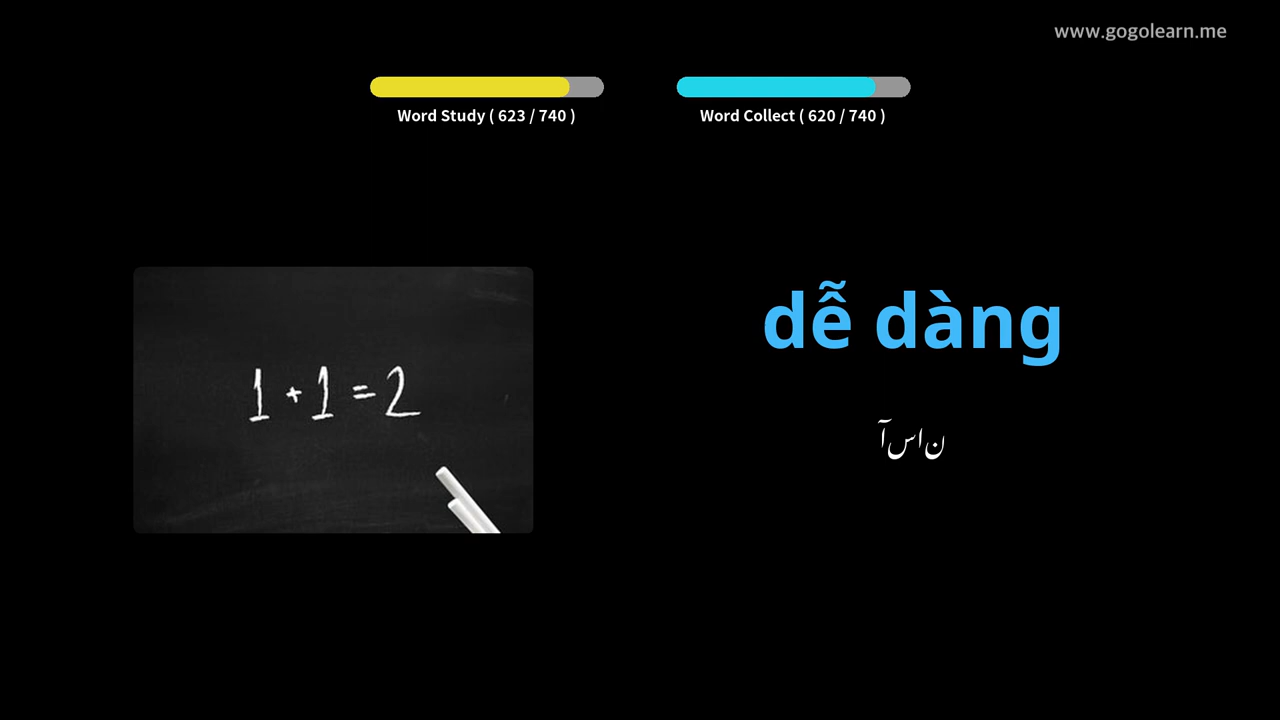 www.gogolearn.me
Word Study ( 623 / 740 )
Word Collect ( 620 / 740 )
1 + 1 = 2
dễ dàng
آسان